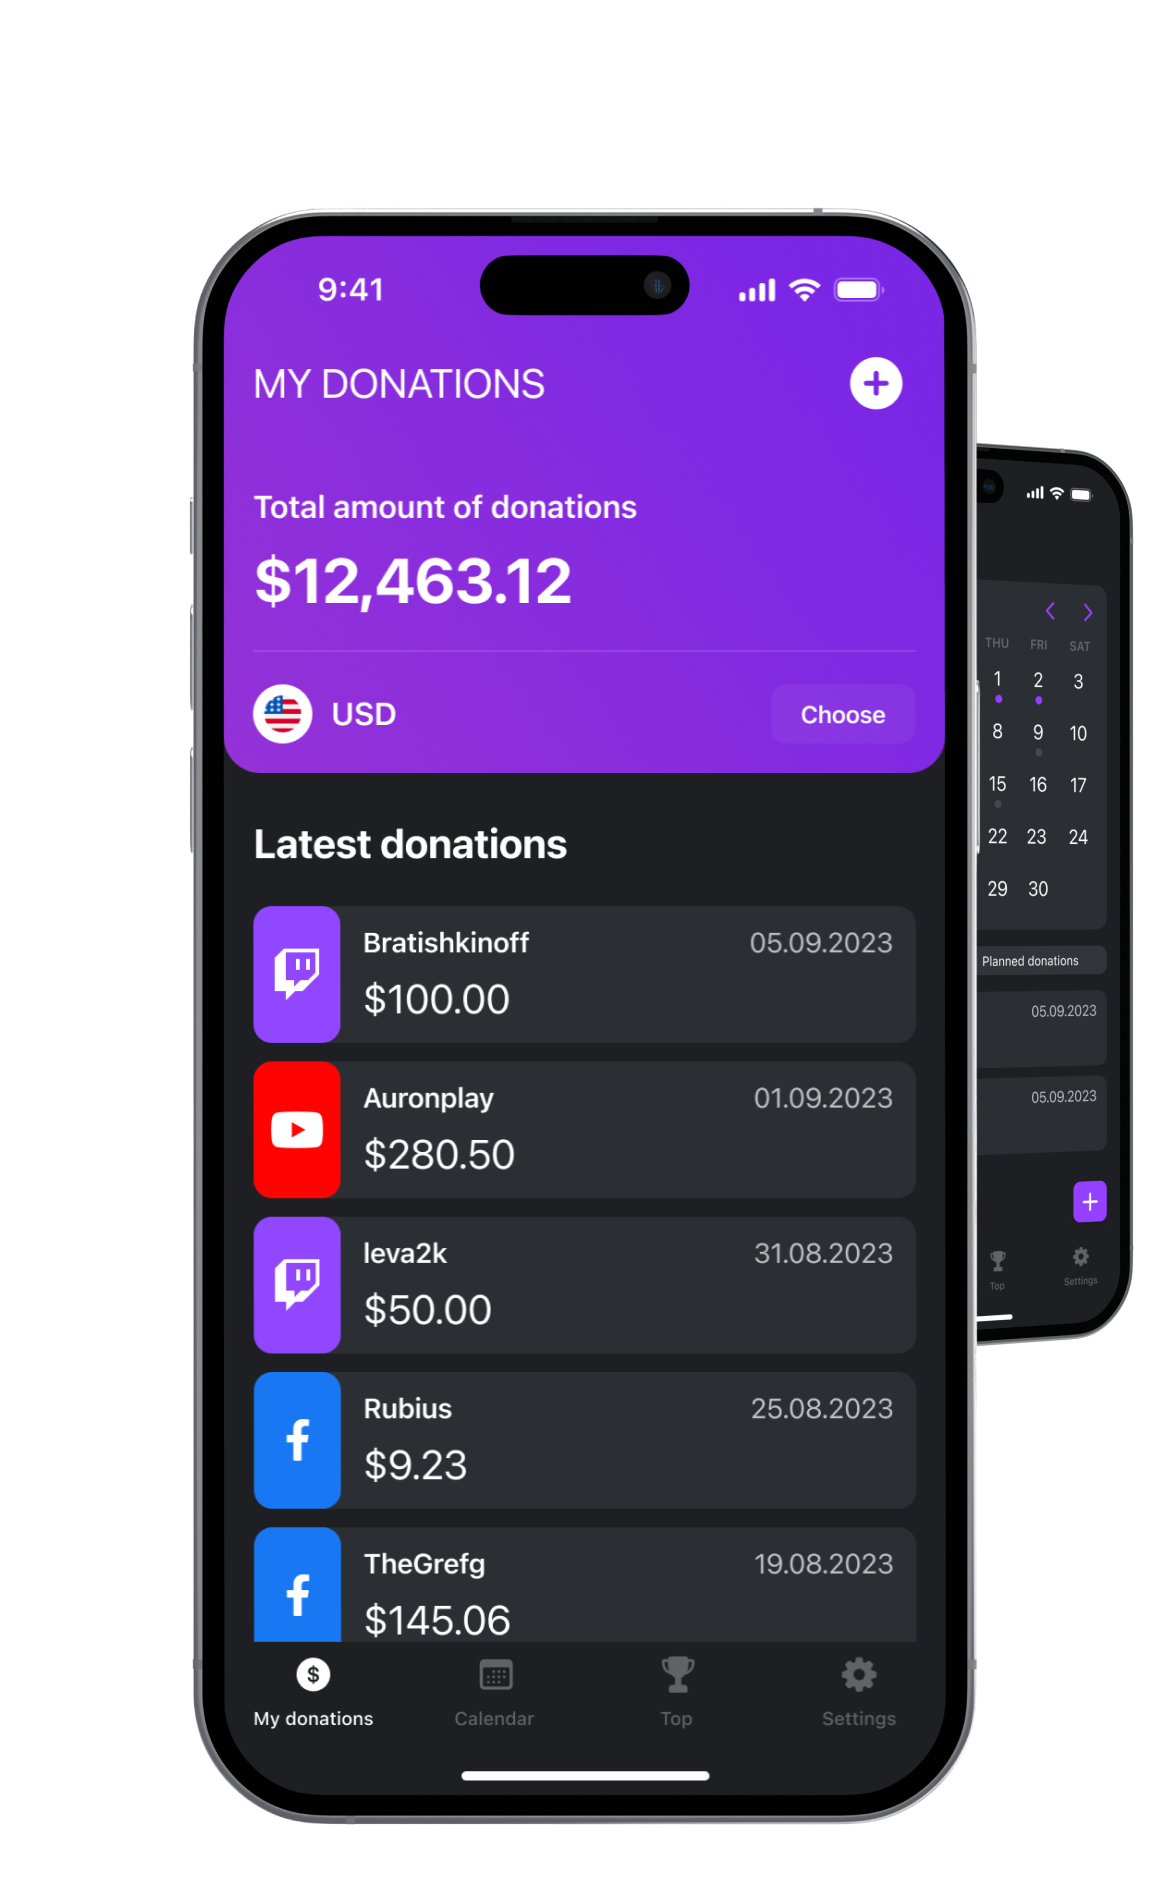 9:41
MY DONATIONS
Total amount of donations
$12,463.12
USD
Choose
Latest donations
Bratishkinoff 05.09.2023
$100.00
Auronplay 01.09.2023
$280.50
leva2k 31.08.2023
$50.00
Rubius 25.08.2023
$9.23
TheGrefg 19.08.2023
$145.06
$
My donations Calendar Top Settings
THU FRI SAT
1 2 3
8 9 10
15 16 17
22 23 24
29 30
Planned donations
05.09.2023
05.09.2023
Top Settings